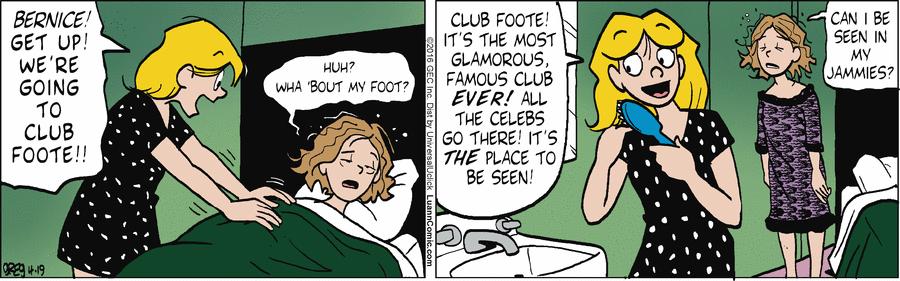 BERNICE!
GET UP!
WE'RE
GOING
TO
CLUB
FOOTE!!
HUH?
WHA 'BOUT MY FOOT?
©2016 GEC Inc. Dist by UniversalUclick LuannComic.com
GREG 4-19
CLUB FOOTE!
IT'S THE MOST
GLAMOROUS,
FAMOUS CLUB
EVER! ALL
THE CELEBS
GO THERE! IT'S
THE PLACE TO
BE SEEN!
CAN I BE
SEEN IN
MY
JAMMIES?